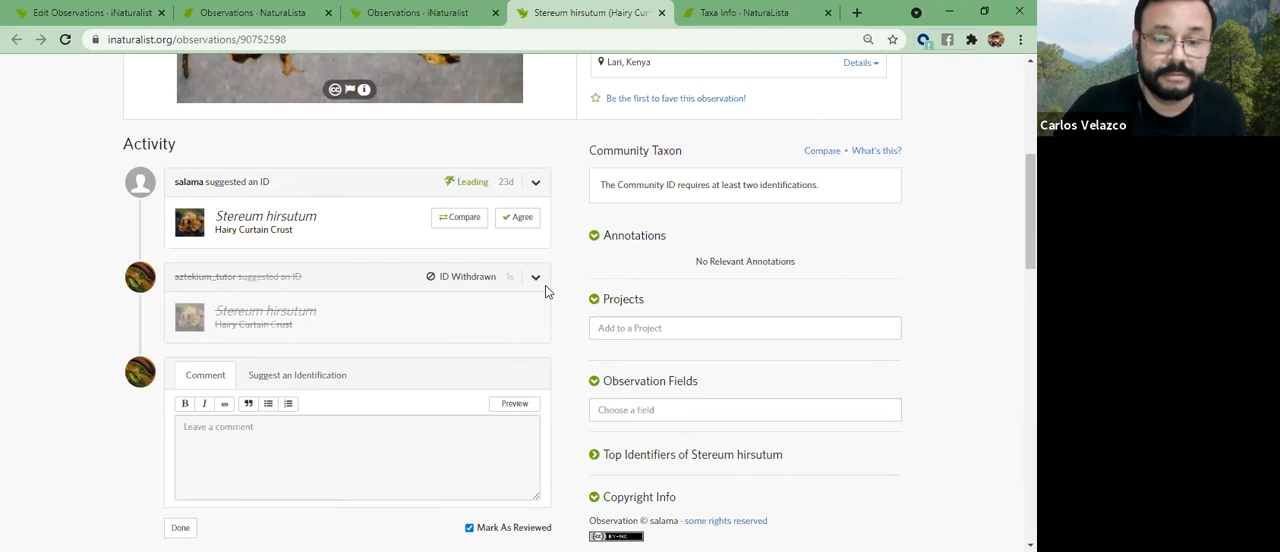 Edit Observations · iNaturalist
Observations · NaturaLista
Observations · iNaturalist
Stereum hirsutum (Hairy Cur
Taxa Info · NaturaLista
inaturalist.org/observations/90752598
Lari, Kenya
Details
Be the first to fave this observation!
Carlos Velazco
Activity
salama suggested an ID
Leading
23d
Stereum hirsutum
Hairy Curtain Crust
Compare
Agree
aztekium_tutor suggested an ID
ID Withdrawn
1s
Stereum hirsutum
Hairy Curtain Crust
Comment
Suggest an Identification
B I
Preview
Leave a comment
Done
Mark As Reviewed
Community Taxon
Compare · What's this?
The Community ID requires at least two identifications.
Annotations
No Relevant Annotations
Projects
Add to a Project
Observation Fields
Choose a field
Top Identifiers of Stereum hirsutum
Copyright Info
Observation © salama · some rights reserved
cc BY-NC